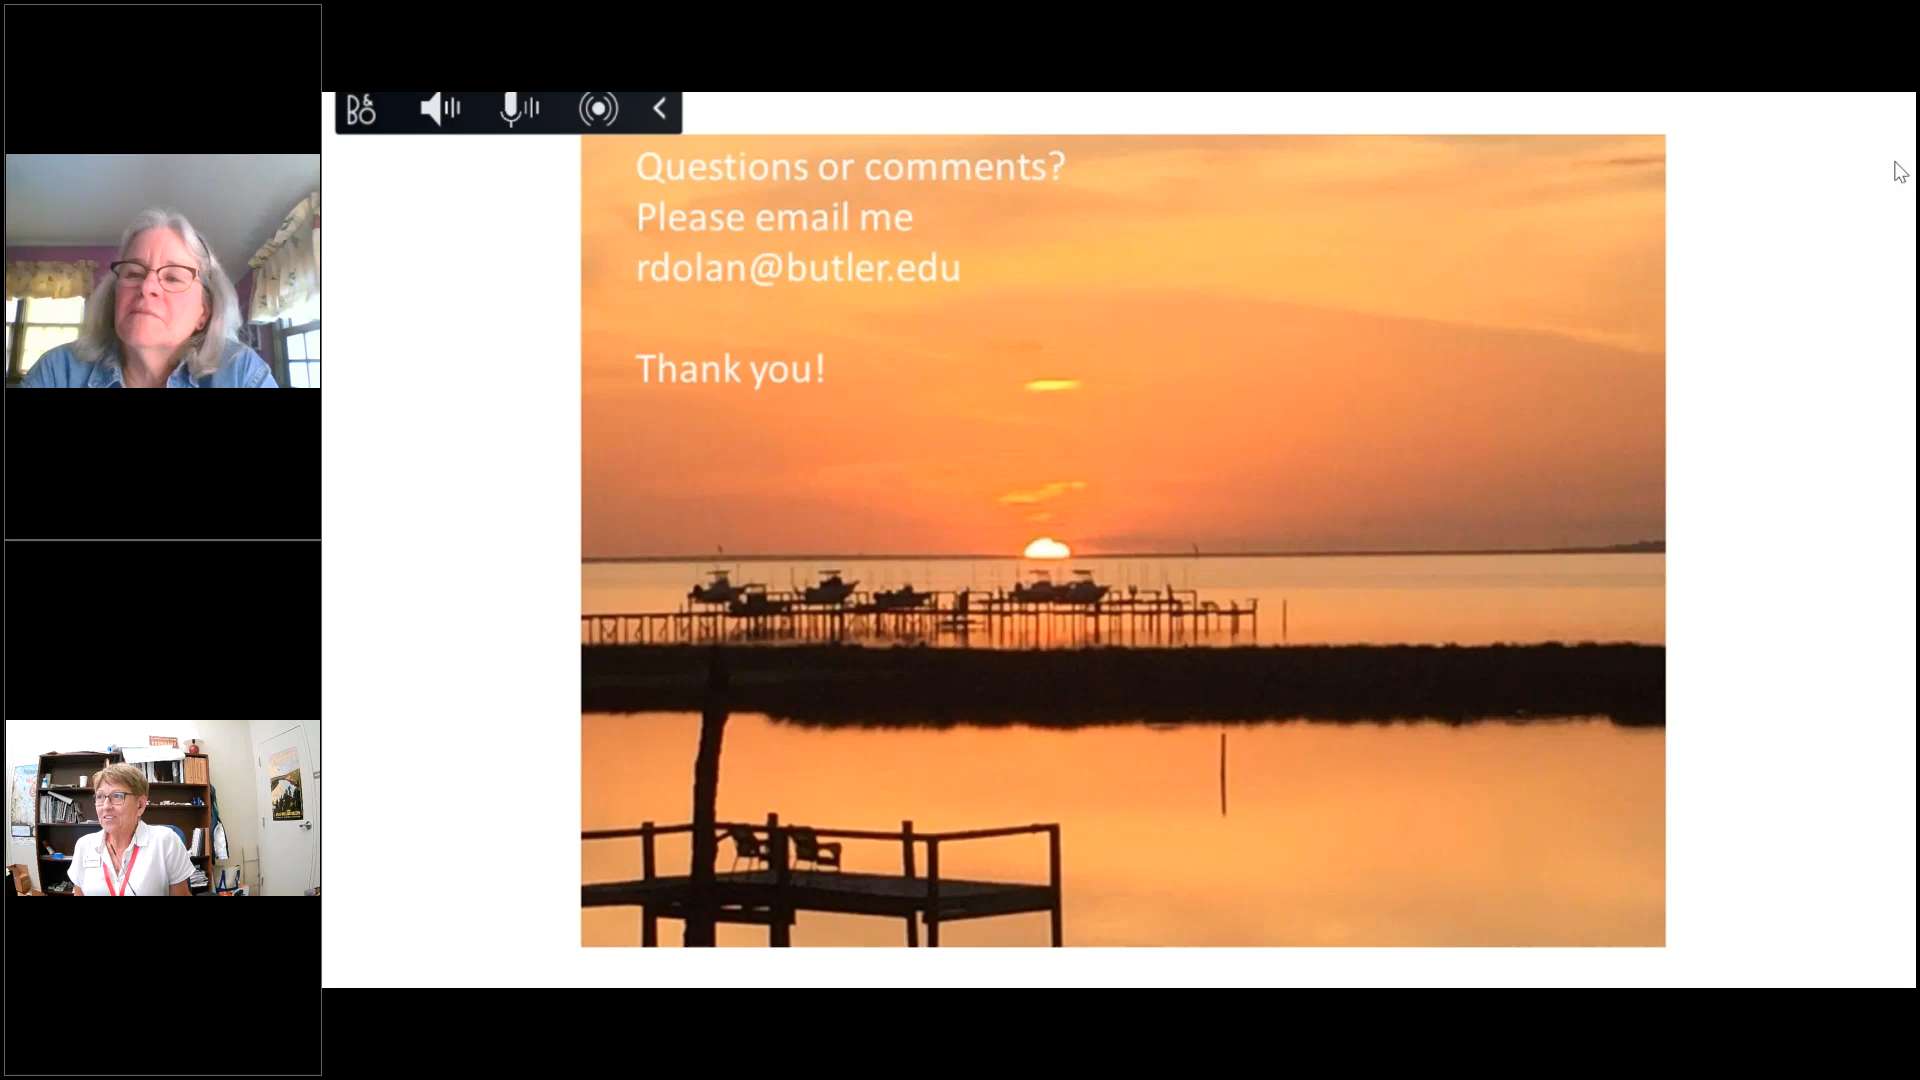 B&O
Questions or comments?
Please email me
rdolan@butler.edu
Thank you!